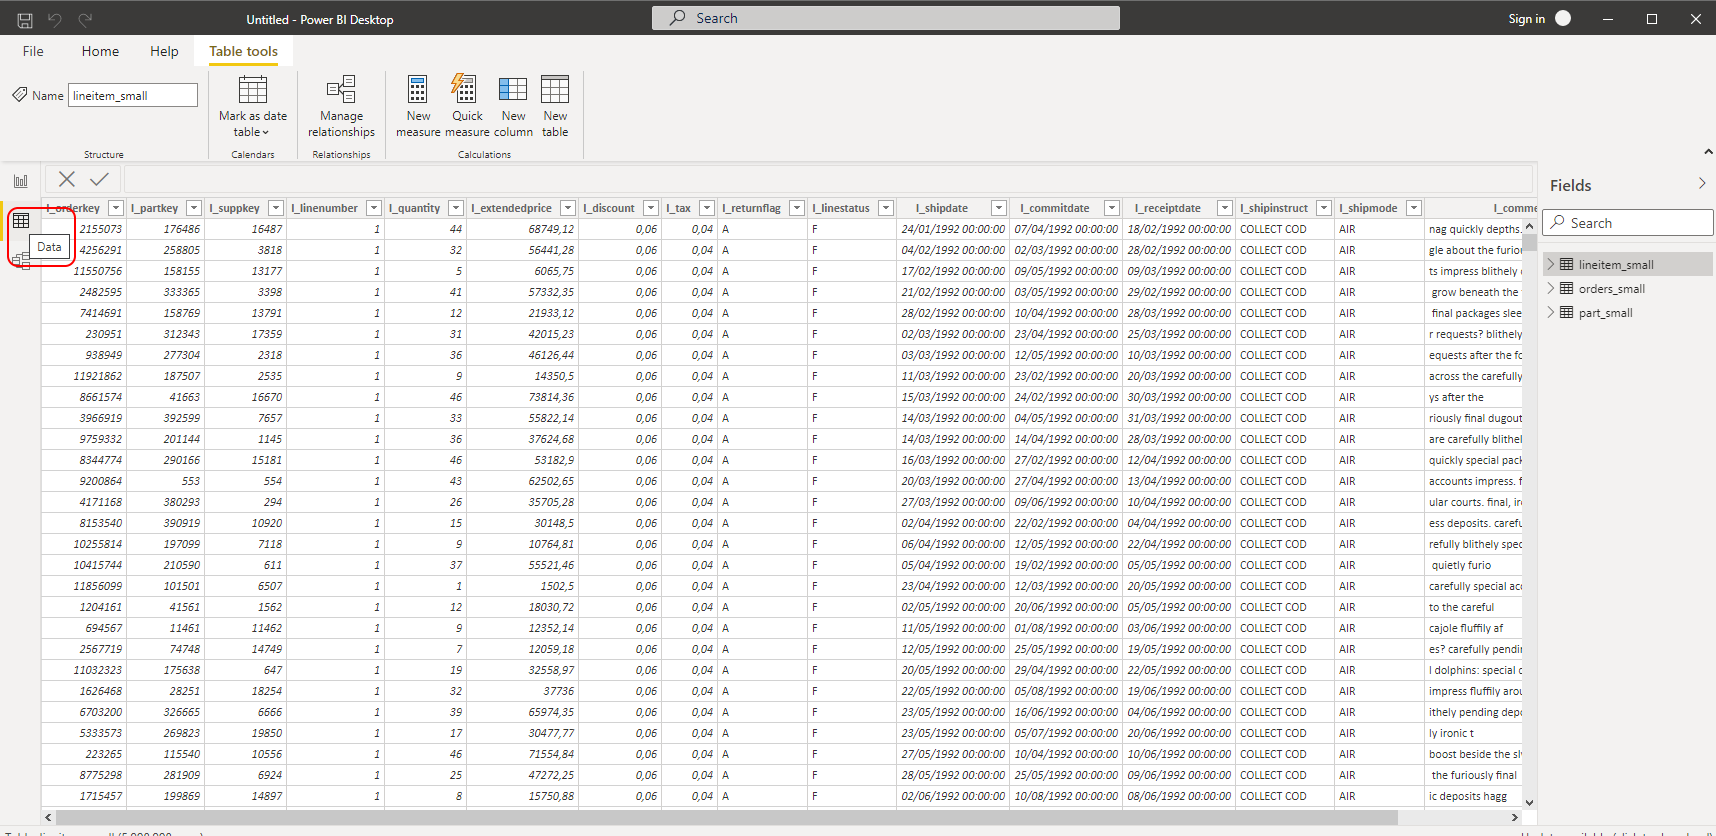 Untitled - Power BI Desktop
Search
Sign in
File
Home
Help
Table tools
Name
lineitem_small
Mark as date
table
Manage
relationships
New
measure
Quick
measure
New
column
New
table
Structure
Calendars
Relationships
Calculations
Fields
Search
lineitem_small
orders_small
part_small
Data
l_orderkey l_partkey l_suppkey l_linenumber l_quantity l_extendedprice l_discount l_tax l_returnflag l_linestatus l_shipdate l_commitdate l_receiptdate l_shipinstruct l_shipmode l_comme
2155073 176486 16487 1 44 68749,12 0,06 0,04 A F 24/01/1992 00:00:00 07/04/1992 00:00:00 18/02/1992 00:00:00 COLLECT COD AIR nag quickly depths.
4256291 258805 3818 1 32 56441,28 0,06 0,04 A F 04/02/1992 00:00:00 02/03/1992 00:00:00 28/02/1992 00:00:00 COLLECT COD AIR gle about the furio
11550756 158155 13177 1 5 6065,75 0,06 0,04 A F 17/02/1992 00:00:00 09/05/1992 00:00:00 09/03/1992 00:00:00 COLLECT COD AIR ts impress blithely
2482595 333365 3398 1 41 57332,35 0,06 0,04 A F 21/02/1992 00:00:00 03/05/1992 00:00:00 29/02/1992 00:00:00 COLLECT COD AIR grow beneath the
7414691 158769 13791 1 12 21933,12 0,06 0,04 A F 28/02/1992 00:00:00 10/04/1992 00:00:00 28/03/1992 00:00:00 COLLECT COD AIR final packages slee
230951 312343 17359 1 31 42015,23 0,06 0,04 A F 02/03/1992 00:00:00 23/04/1992 00:00:00 25/03/1992 00:00:00 COLLECT COD AIR r requests? blithely
938949 277304 2318 1 36 46126,44 0,06 0,04 A F 03/03/1992 00:00:00 12/05/1992 00:00:00 10/03/1992 00:00:00 COLLECT COD AIR equests after the fo
11921862 187507 2535 1 9 14350,5 0,06 0,04 A F 11/03/1992 00:00:00 23/02/1992 00:00:00 20/03/1992 00:00:00 COLLECT COD AIR across the carefully
8661574 41663 16670 1 46 73814,36 0,06 0,04 A F 15/03/1992 00:00:00 24/02/1992 00:00:00 30/03/1992 00:00:00 COLLECT COD AIR ys after the
3966919 392599 7657 1 33 55822,14 0,06 0,04 A F 14/03/1992 00:00:00 04/05/1992 00:00:00 31/03/1992 00:00:00 COLLECT COD AIR riously final dugout
9759332 201144 1145 1 36 37624,68 0,06 0,04 A F 14/03/1992 00:00:00 14/04/1992 00:00:00 28/03/1992 00:00:00 COLLECT COD AIR are carefully blithel
8344774 290166 15181 1 46 53182,9 0,06 0,04 A F 16/03/1992 00:00:00 27/02/1992 00:00:00 12/04/1992 00:00:00 COLLECT COD AIR quickly special pack
9200864 553 554 1 43 62502,65 0,06 0,04 A F 20/03/1992 00:00:00 27/04/1992 00:00:00 13/04/1992 00:00:00 COLLECT COD AIR accounts impress. f
4171168 380293 294 1 26 35705,28 0,06 0,04 A F 27/03/1992 00:00:00 09/06/1992 00:00:00 10/04/1992 00:00:00 COLLECT COD AIR ular courts. final, ir
8153540 390919 10920 1 15 30148,5 0,06 0,04 A F 02/04/1992 00:00:00 22/02/1992 00:00:00 04/04/1992 00:00:00 COLLECT COD AIR ess deposits. carefu
10255814 197099 7118 1 9 10764,81 0,06 0,04 A F 06/04/1992 00:00:00 12/05/1992 00:00:00 22/04/1992 00:00:00 COLLECT COD AIR refully blithely spec
10415744 210590 611 1 37 55521,46 0,06 0,04 A F 05/04/1992 00:00:00 19/02/1992 00:00:00 05/05/1992 00:00:00 COLLECT COD AIR quietly furio
11856099 101501 6507 1 1 1502,5 0,06 0,04 A F 23/04/1992 00:00:00 12/03/1992 00:00:00 20/05/1992 00:00:00 COLLECT COD AIR carefully special acc
1204161 41561 1562 1 12 18030,72 0,06 0,04 A F 02/05/1992 00:00:00 20/06/1992 00:00:00 05/05/1992 00:00:00 COLLECT COD AIR to the careful
694567 11461 11462 1 9 12352,14 0,06 0,04 A F 11/05/1992 00:00:00 01/08/1992 00:00:00 03/06/1992 00:00:00 COLLECT COD AIR cajole fluffily af
2567719 74748 14749 1 7 12059,18 0,06 0,04 A F 12/05/1992 00:00:00 25/05/1992 00:00:00 19/05/1992 00:00:00 COLLECT COD AIR es? carefully pendin
11032323 175638 647 1 19 32558,97 0,06 0,04 A F 20/05/1992 00:00:00 29/04/1992 00:00:00 22/05/1992 00:00:00 COLLECT COD AIR l dolphins: special
1626468 28251 18254 1 32 37736 0,06 0,04 A F 22/05/1992 00:00:00 05/08/1992 00:00:00 19/06/1992 00:00:00 COLLECT COD AIR impress fluffily arou
6703200 326665 6666 1 39 65974,35 0,06 0,04 A F 23/05/1992 00:00:00 16/06/1992 00:00:00 04/06/1992 00:00:00 COLLECT COD AIR ithely pending depo
5333573 269823 19850 1 17 30477,77 0,06 0,04 A F 23/05/1992 00:00:00 05/07/1992 00:00:00 20/06/1992 00:00:00 COLLECT COD AIR ly ironic t
223265 115540 10556 1 46 71554,84 0,06 0,04 A F 27/05/1992 00:00:00 10/04/1992 00:00:00 10/06/1992 00:00:00 COLLECT COD AIR boost beside the sly
8775298 281909 6924 1 25 47272,25 0,06 0,04 A F 28/05/1992 00:00:00 25/05/1992 00:00:00 09/06/1992 00:00:00 COLLECT COD AIR the furiously final
1715457 199869 14897 1 8 15750,88 0,06 0,04 A F 02/06/1992 00:00:00 10/08/1992 00:00:00 08/06/1992 00:00:00 COLLECT COD AIR ic deposits hagg